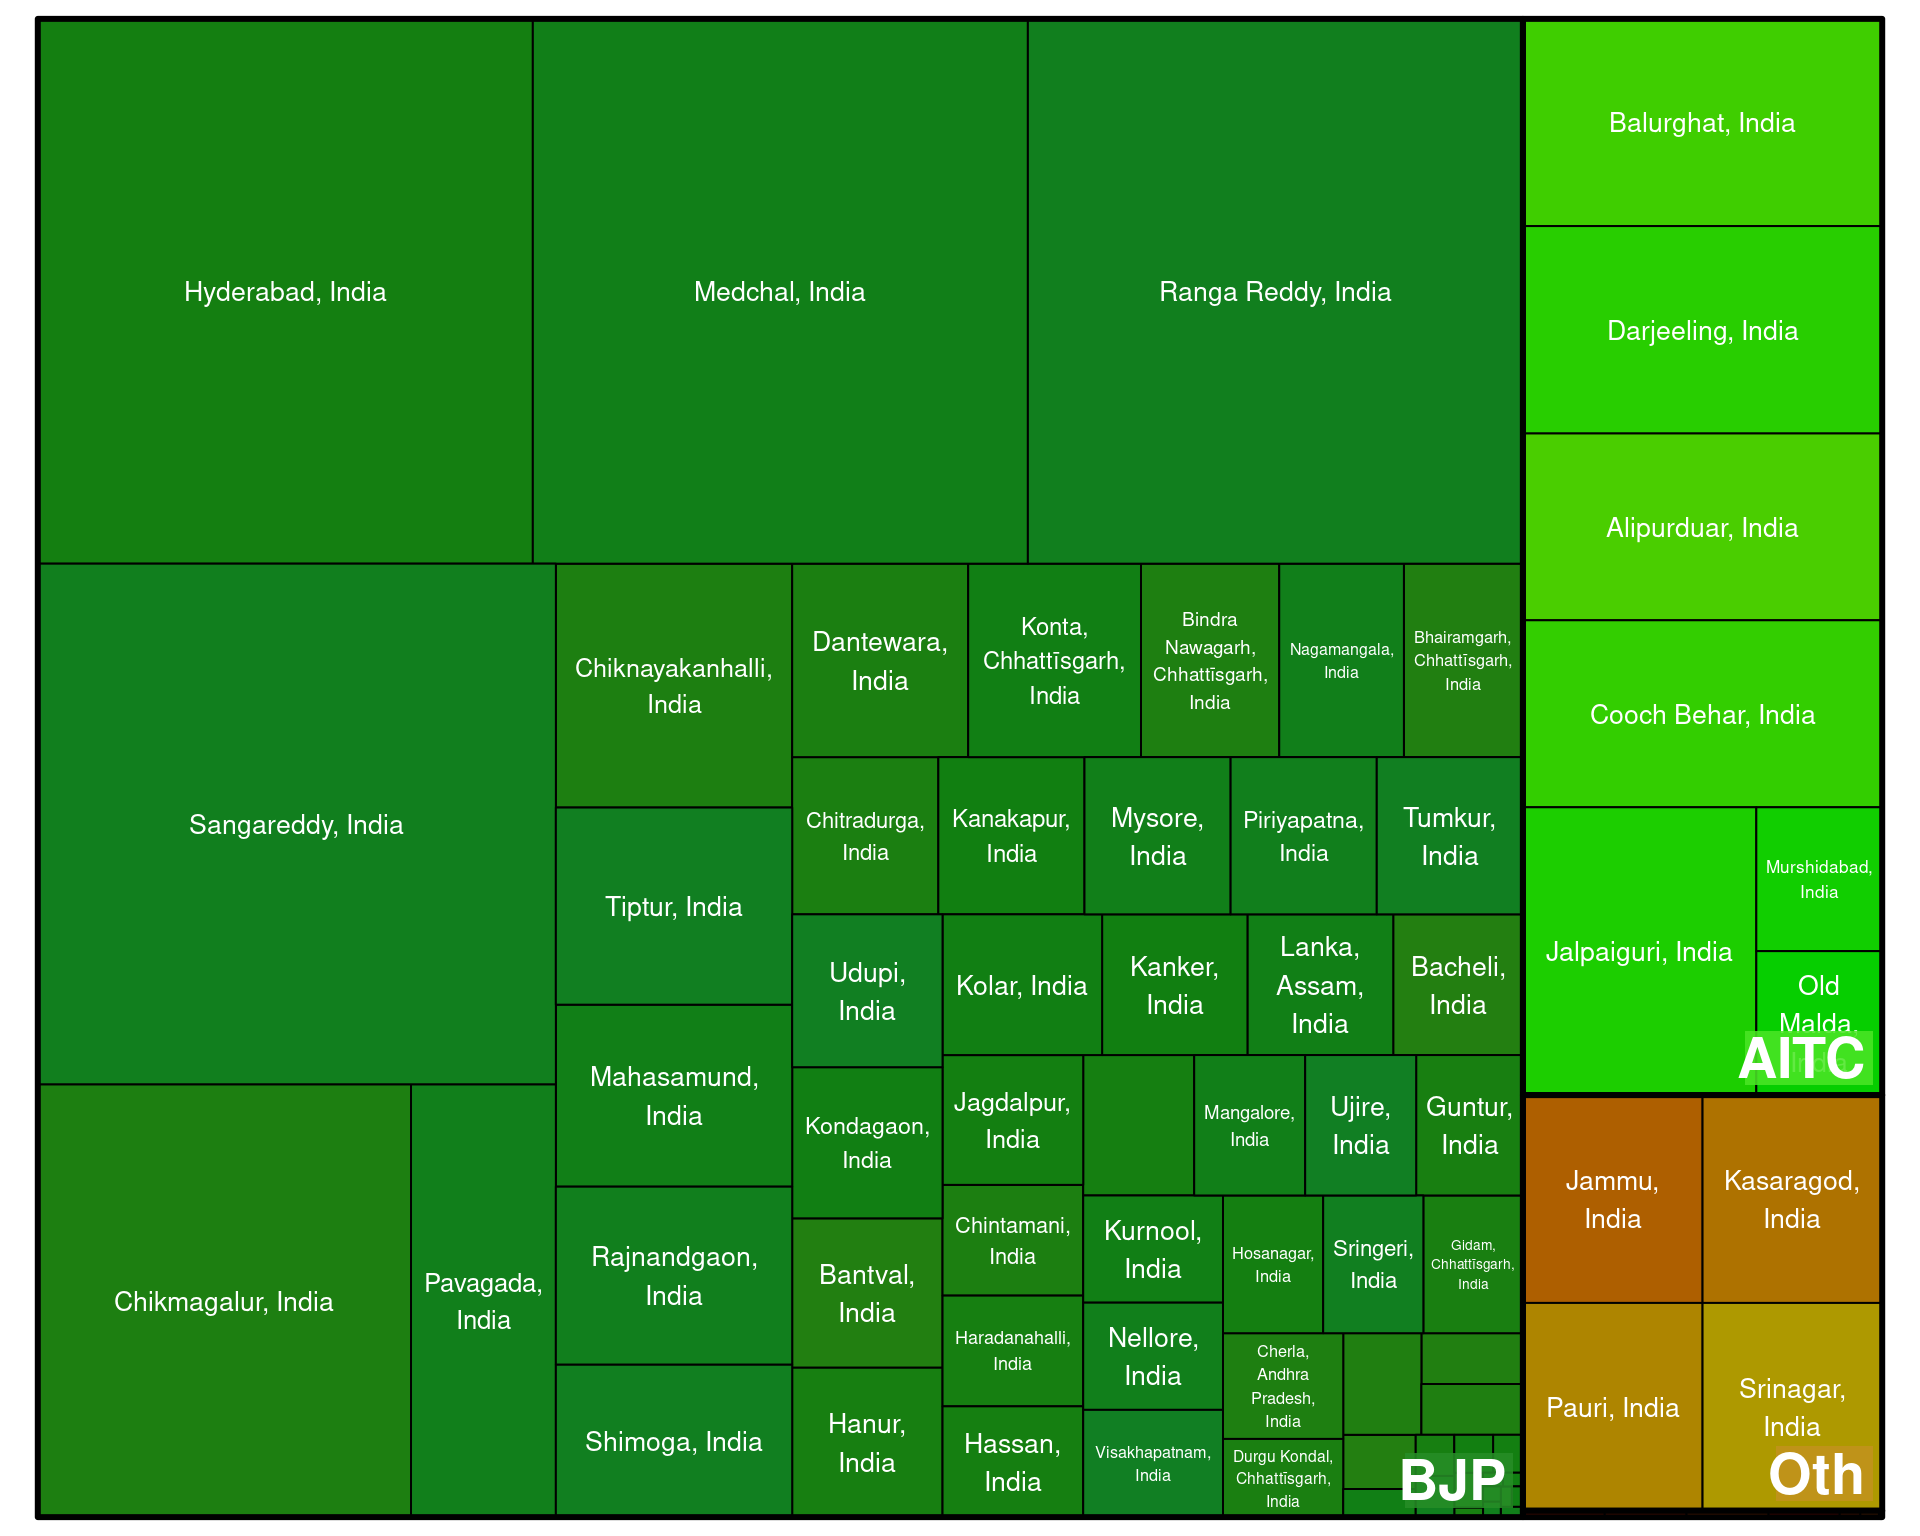 Hyderabad, India
Medchal, India
Ranga Reddy, India
Balurghat, India
Darjeeling, India
Alipurduar, India
Cooch Behar, India
Jalpaiguri, India
Murshidabad,
India
Old
Malda,
India
AITC
Sangareddy, India
Chiknayakanhalli,
India
Dantewara,
India
Konta,
Chhattīsgarh,
India
Bindra
Nawagarh,
Chhattīsgarh,
India
Nagamangala,
India
Bhairamgarh,
Chhattīsgarh,
India
Chitradurga,
India
Kanakapur,
India
Mysore,
India
Piriyapatna,
India
Tumkur,
India
Tiptur, India
Udupi,
India
Kolar, India
Kanker,
India
Lanka,
Assam,
India
Bacheli,
India
Mahasamund,
India
Kondagaon,
India
Jagdalpur,
India
Mangalore,
India
Ujire,
India
Guntur,
India
Chikmagalur, India
Pavagada,
India
Rajnandgaon,
India
Bantval,
India
Chintamani,
India
Kurnool,
India
Hosanagar,
India
Sringeri,
India
Gidam,
Chhattīsgarh,
India
Haradanahalli,
India
Nellore,
India
Cherla,
Andhra
Pradesh,
India
Shimoga, India
Hanur,
India
Hassan,
India
Visakhapatnam,
India
Durgu Kondal,
Chhattīsgarh,
India
BJP
Jammu,
India
Kasaragod,
India
Pauri, India
Srinagar,
India
Oth